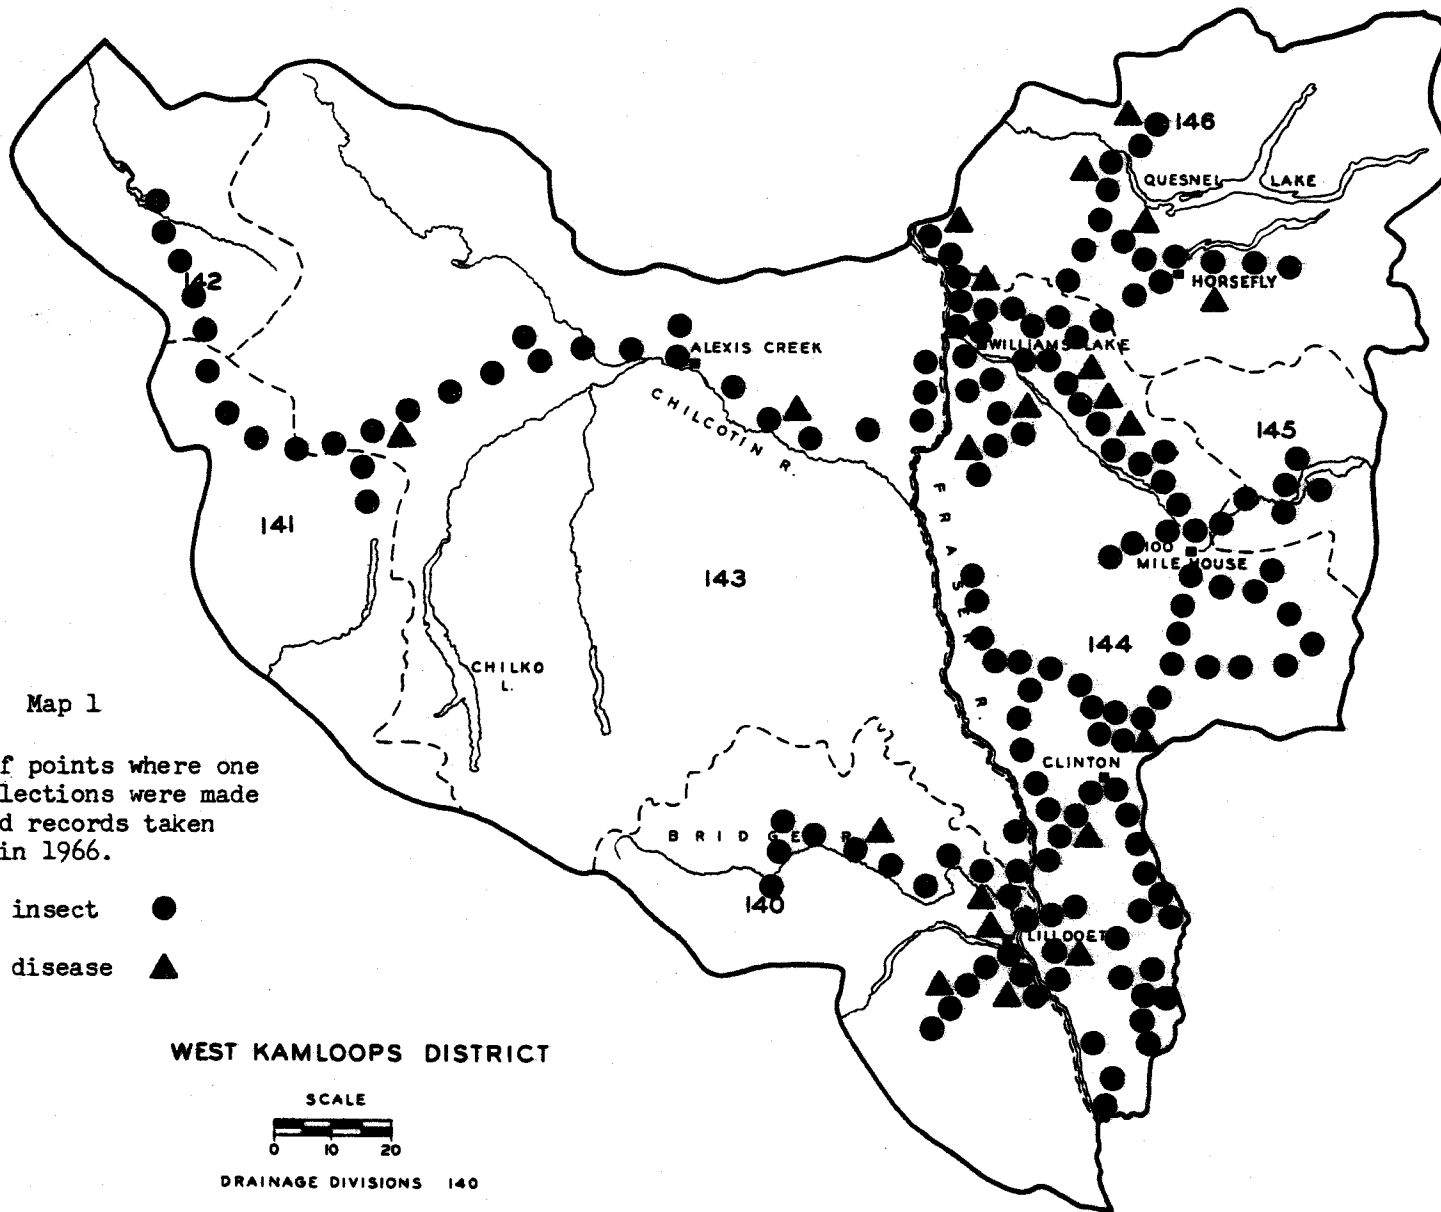 146
QUESNEL LAKE
142
HORSEFLY
WILLIAMS LAKE
ALEXIS CREEK
CHILCOTIN R.
145
141
FRASER R.
100
MILE HOUSE
143
144
CHILKO
L.
Map 1
f points where one
lections were made
d records taken
in 1966.
CLINTON
BRIDGE R.
140
insect
LILLOOET
disease
WEST KAMLOOPS DISTRICT
SCALE
0 10 20
DRAINAGE DIVISIONS 140